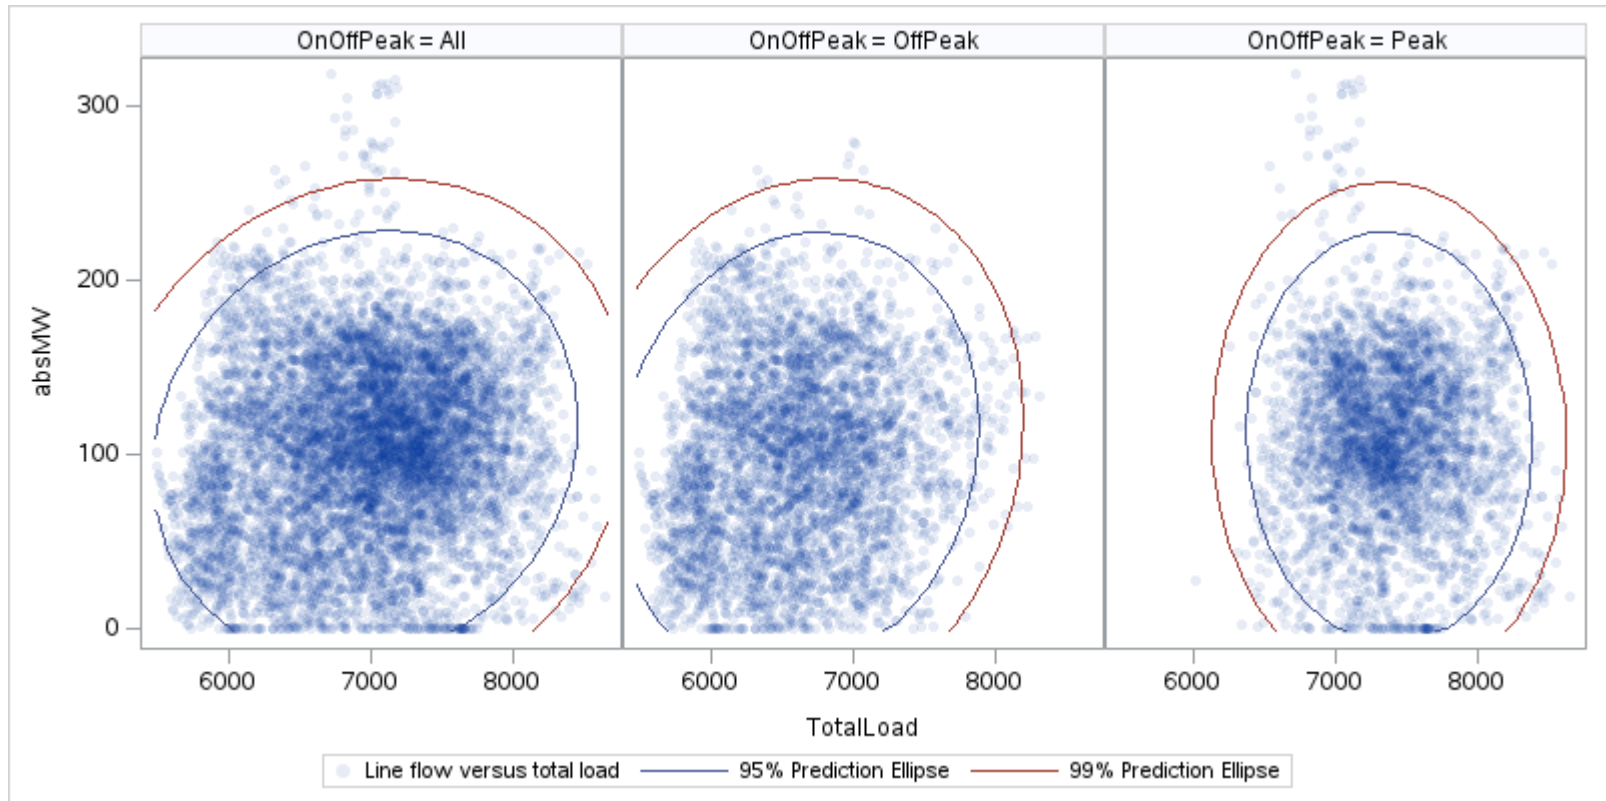 OnOffPeak = All
OnOffPeak = OffPeak
OnOffPeak = Peak
300
200
100
0
absMW
6000
7000
8000
6000
7000
8000
6000
7000
8000
TotalLoad
Line flow versus total load
95% Prediction Ellipse
99% Prediction Ellipse